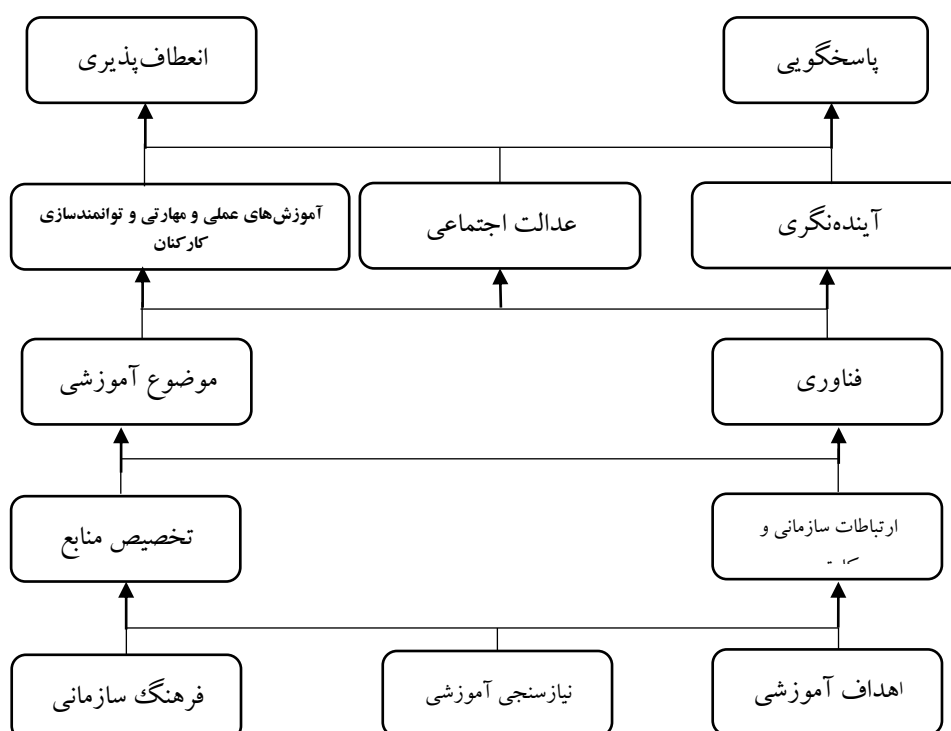 پاسخگویی
انعطاف‌پذیری
آینده‌نگری
عدالت اجتماعی
آموزش‌های عملی و مهارتی و توانمندسازی
کارکنان
فناوری
موضوع آموزشی
ارتباطات سازمانی و
تخصیص منابع
اهداف آموزشی
نیازسنجی آموزشی
فرهنگ سازمانی